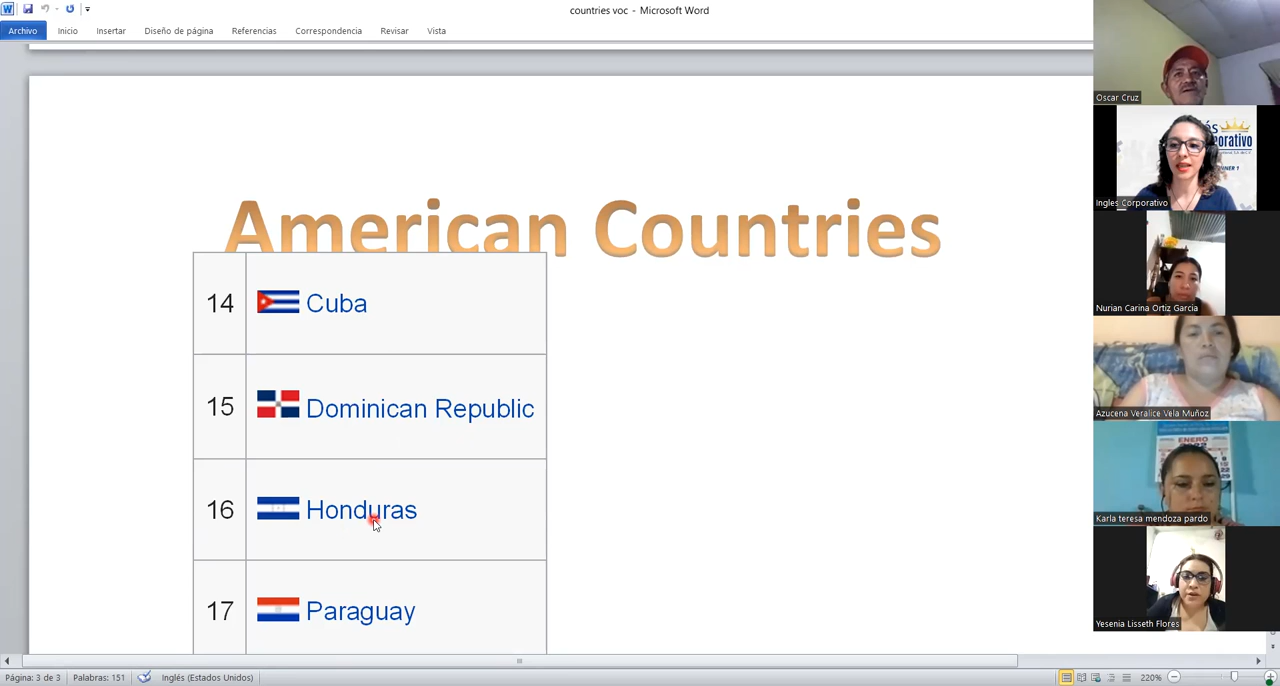 countries voc - Microsoft Word
Archivo Inicio Insertar Diseño de página Referencias Correspondencia Revisar Vista
American Countries
14 Cuba
15 Dominican Republic
16 Honduras
17 Paraguay
Oscar Cruz
Ingles Corporativo
Nurian Carina Ortiz Garcia
Azucena Veralice Vela Muñoz
ENERO
Karla teresa mendoza pardo
Yesenia Lisseth Flores
Página: 3 de 3 Palabras: 151 Inglés (Estados Unidos) 220%